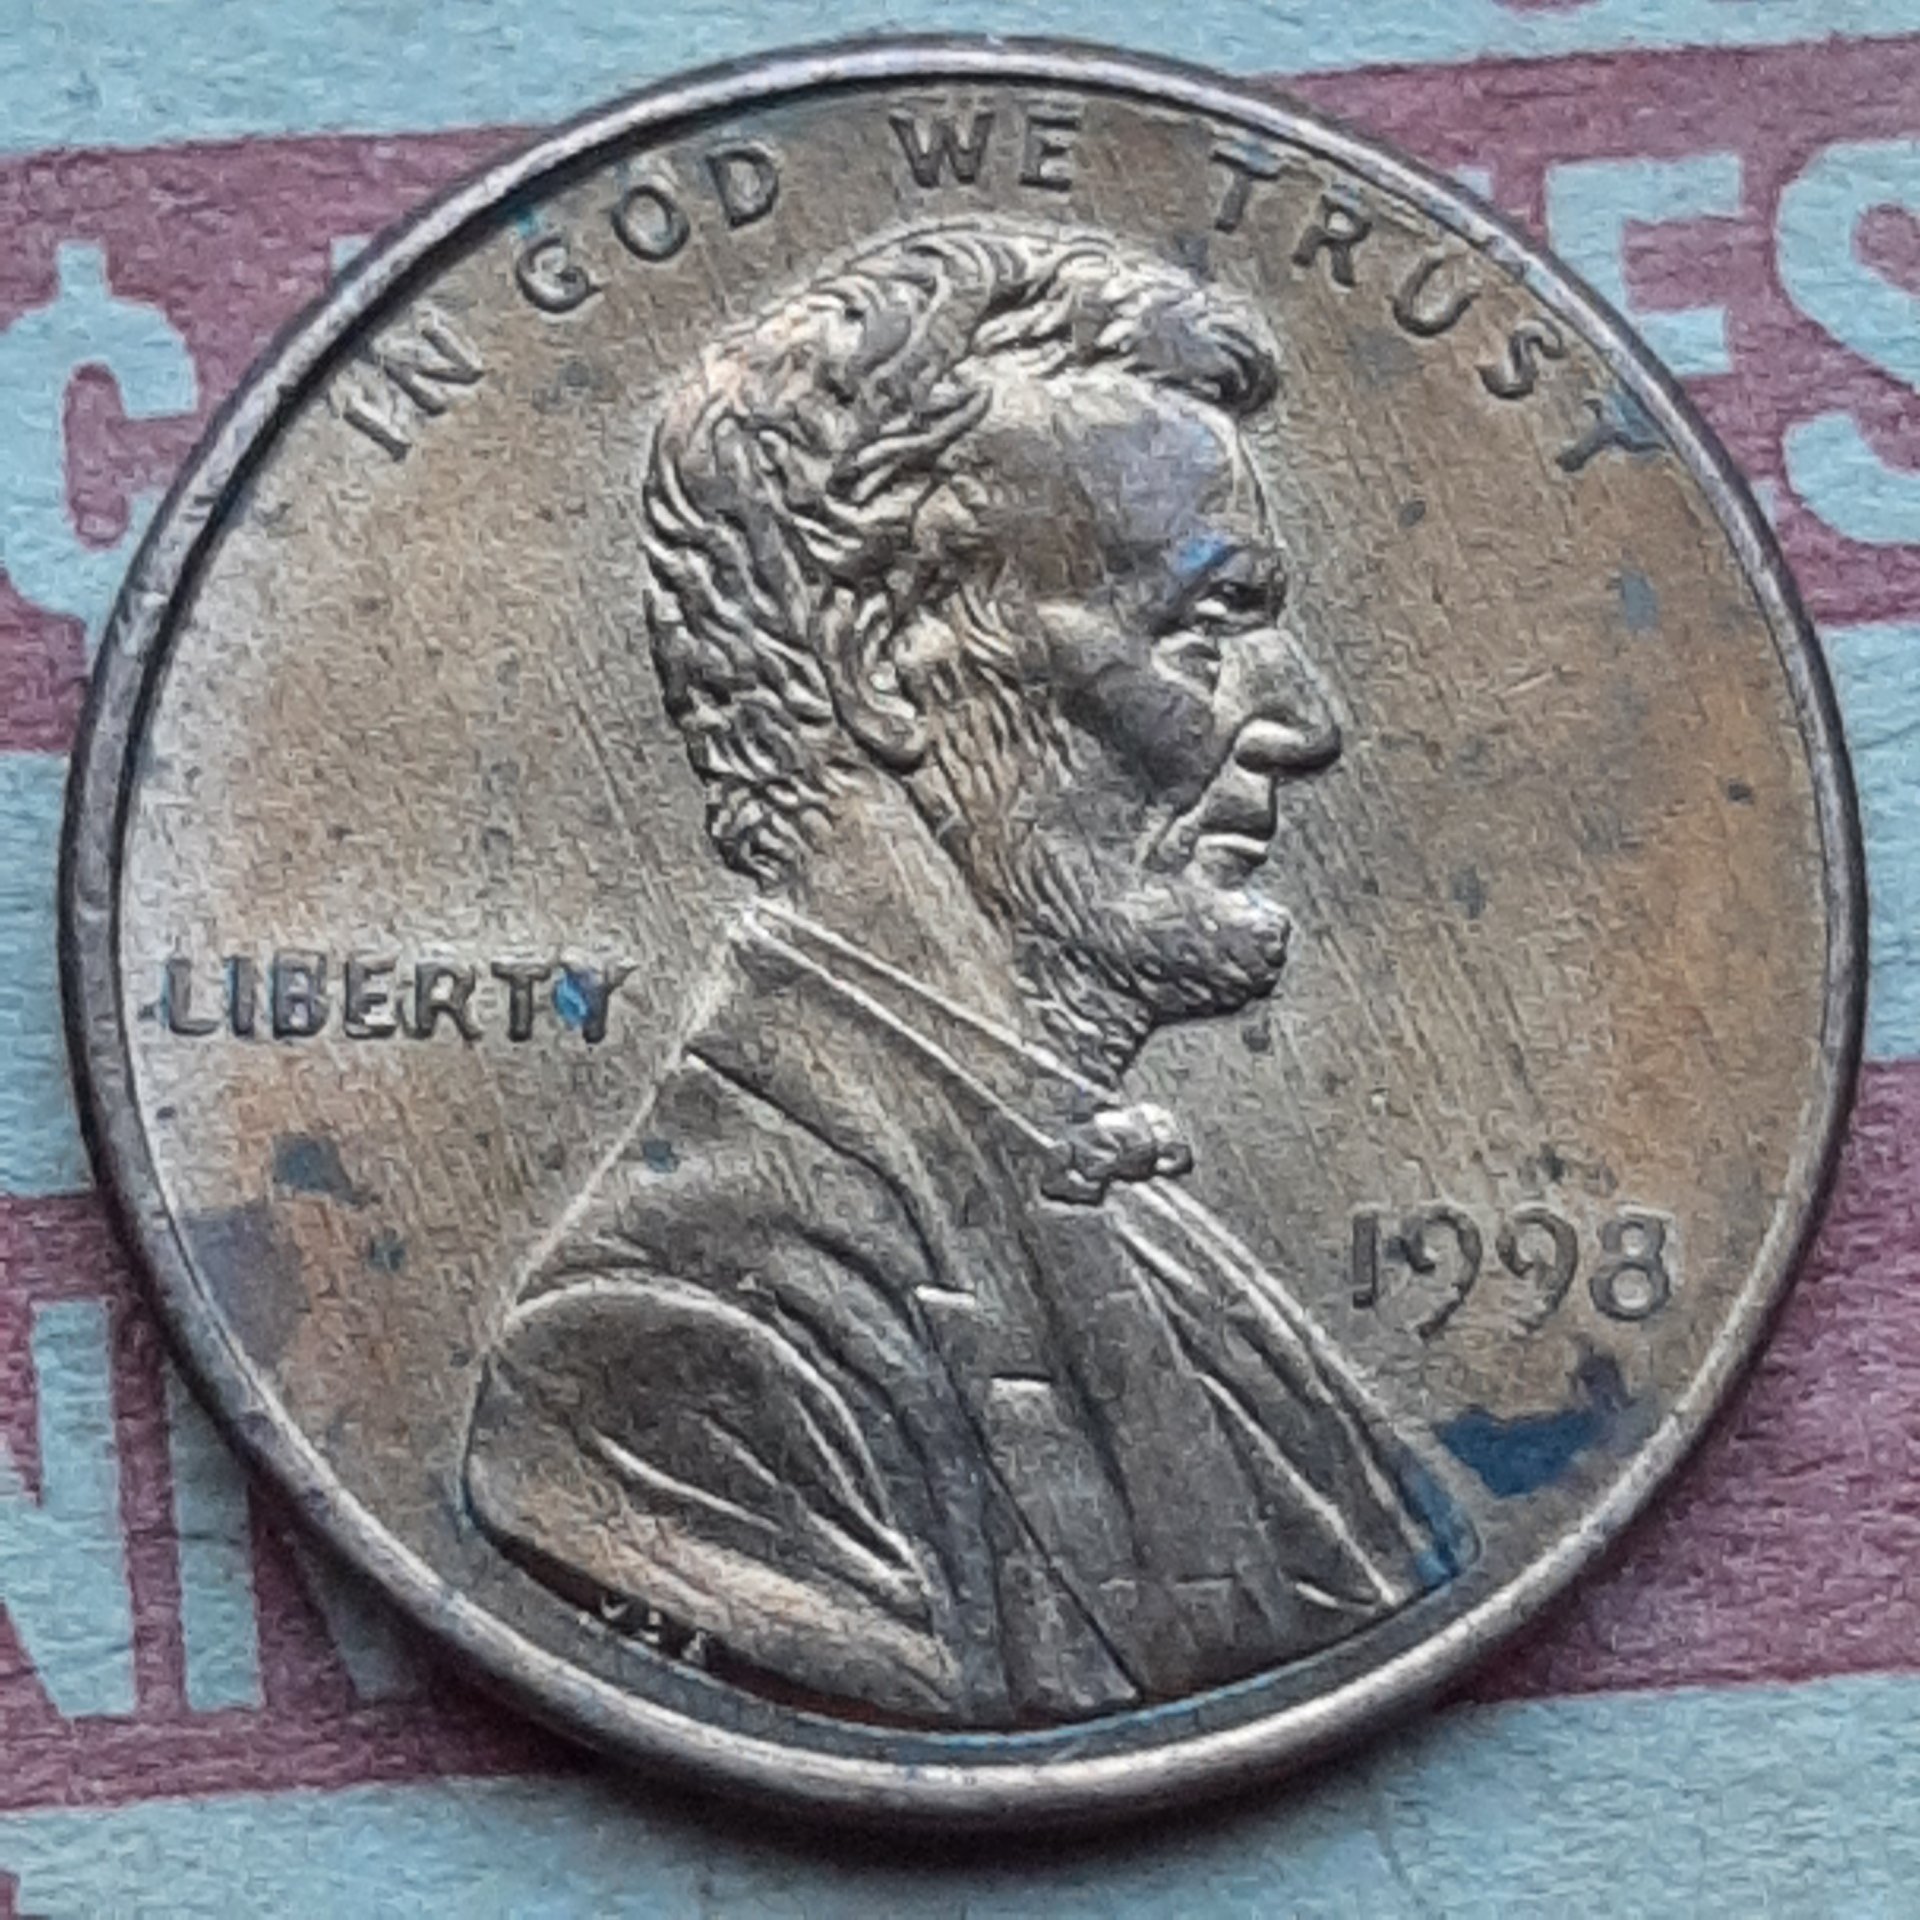 IN GOD WE TRUST
LIBERTY
1998